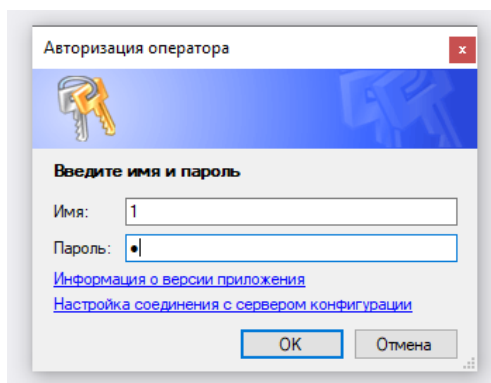 Авторизация оператора
x
Введите имя и пароль
Имя: 1
Пароль: ●
Информация о версии приложения
Настройка соединения с сервером конфигурации
OK Отмена